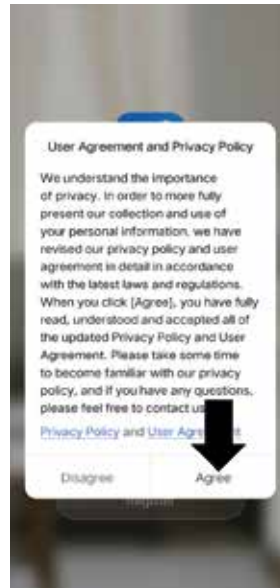 User Agreement and Privacy Policy
We understand the importance
of privacy. In order to more fully
present our collection and use of
your personal information, we have
revised our privacy policy and user
agreement in detail in accordance
with the latest laws and regulations.
When you click [Agree], you have fully
read, understood and accepted all of
the updated Privacy Policy and User
Agreement. Please take some time
to become familiar with our privacy
policy, and if you have any questions,
please feel free to contact us
Privacy Policy and User
Disagree Agree